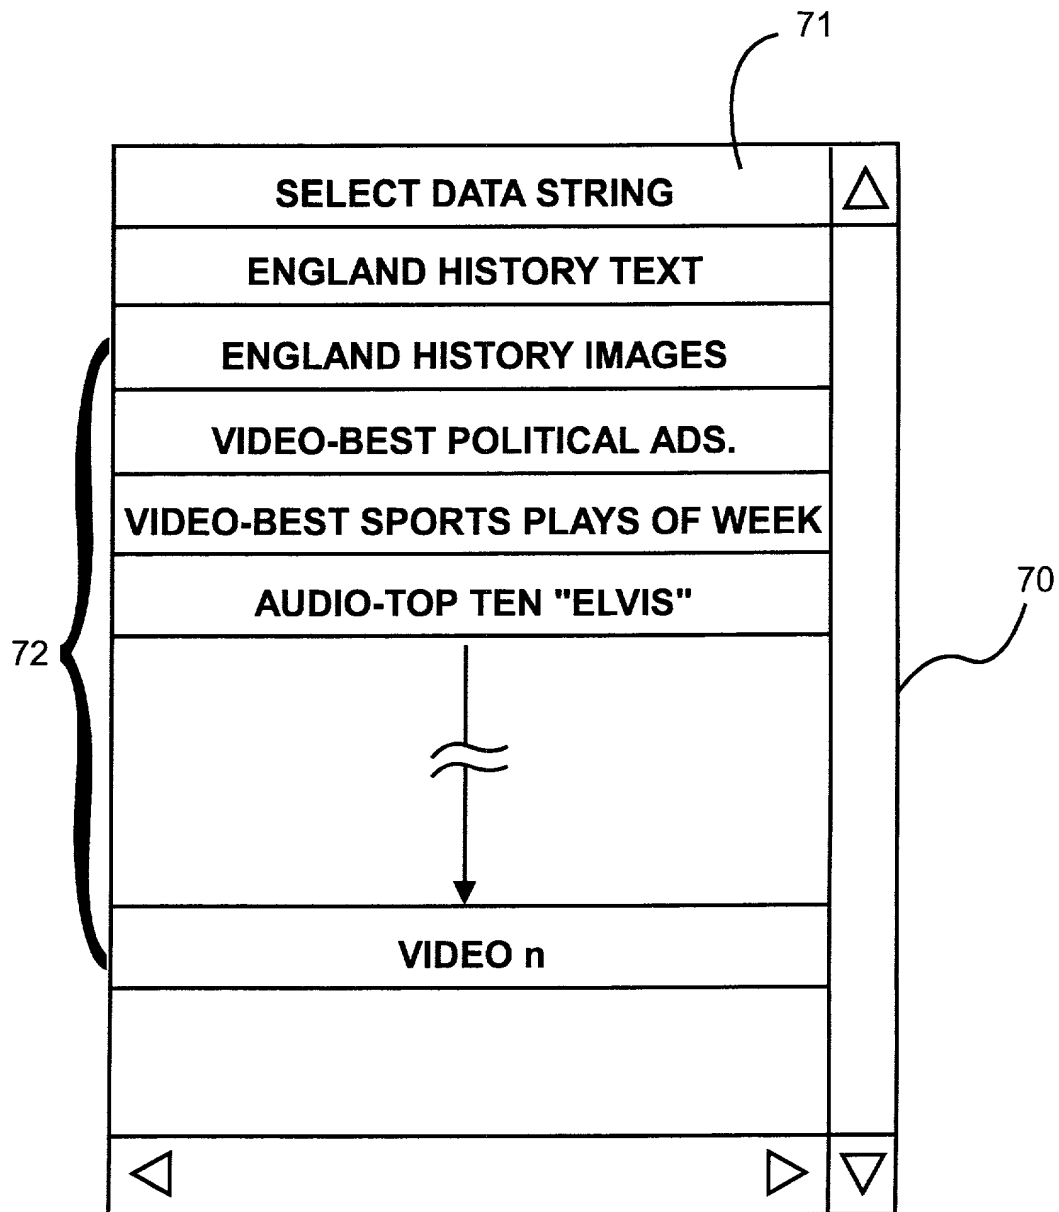 71
SELECT DATA STRING
ENGLAND HISTORY TEXT
ENGLAND HISTORY IMAGES
VIDEO-BEST POLITICAL ADS.
VIDEO-BEST SPORTS PLAYS OF WEEK
AUDIO-TOP TEN "ELVIS"
70
72
VIDEO n